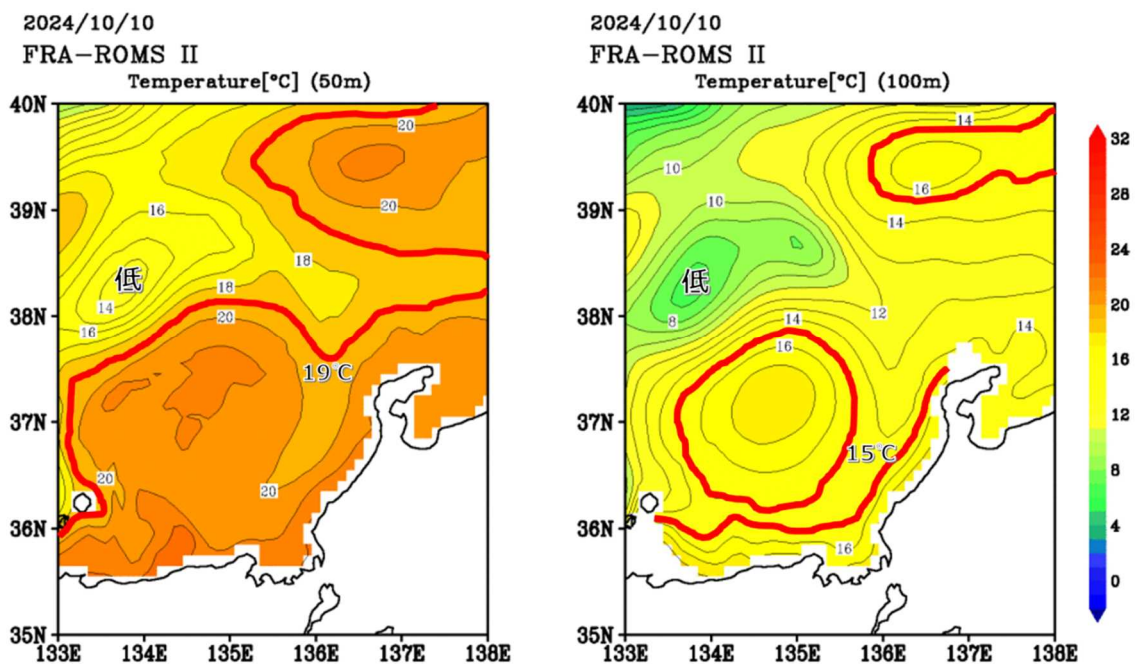 2024/10/10
FRA-ROMS II
Temperature[°C] (50m)
40N
39N
38N
37N
36N
35N
133E 134E 135E 136E 137E 138E
20
20
16
18
低
14
18
16
20
19℃
20
20
2024/10/10
FRA-ROMS II
Temperature[°C] (100m)
40N
39N
38N
37N
36N
35N
133E 134E 135E 136E 137E 138E
14
10
16
10
14
低
8
12
14
14
16
15℃
16
32
28
24
20
16
12
8
4
0